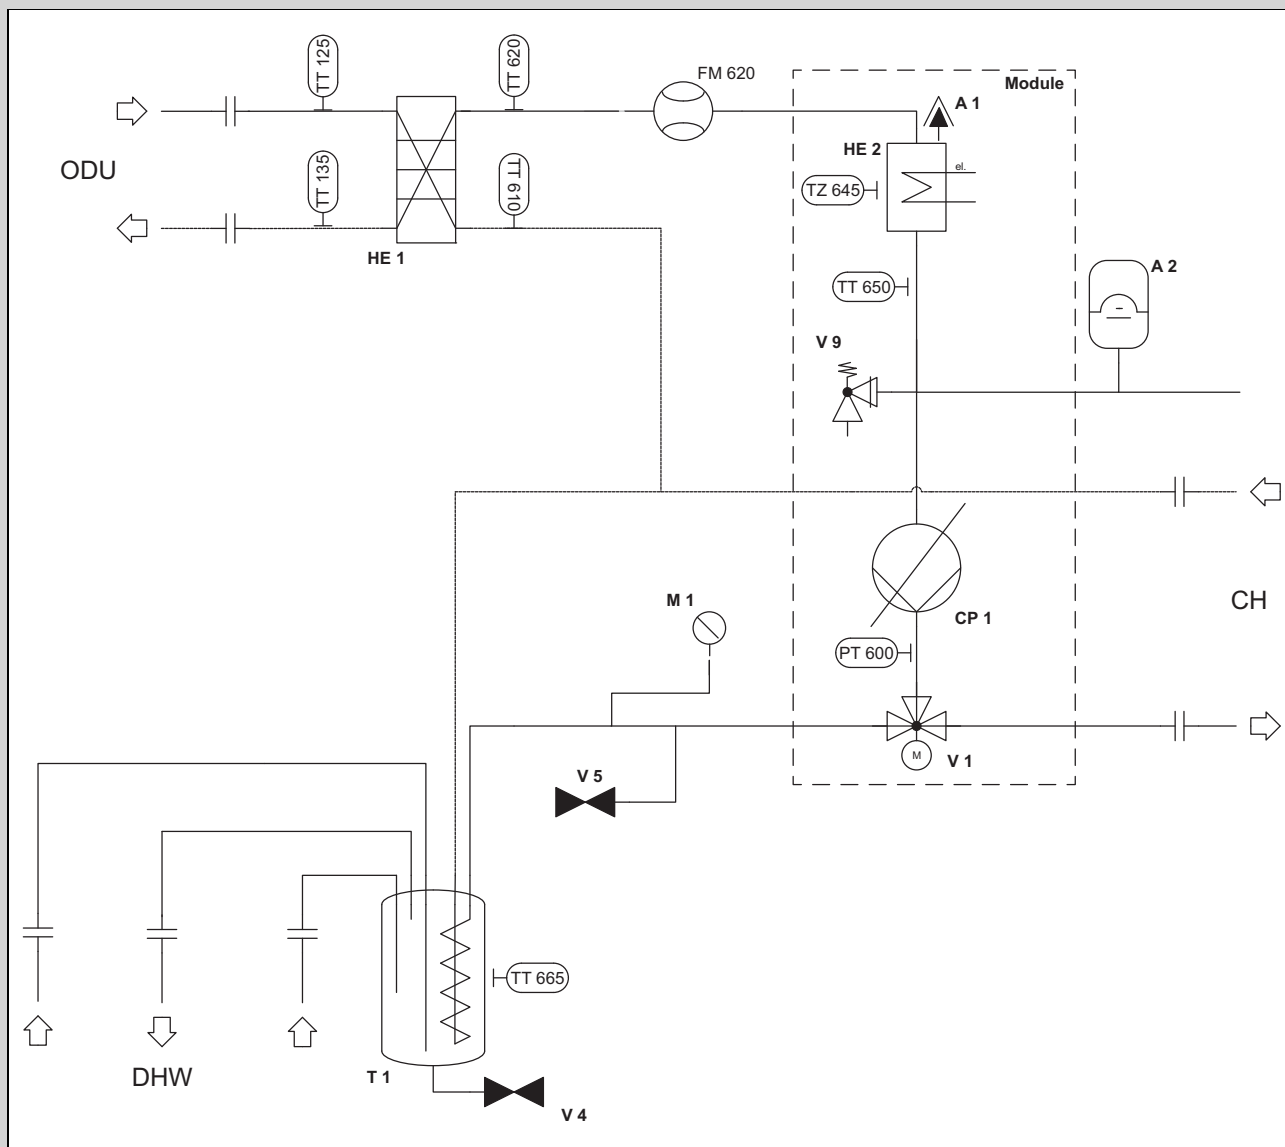 TT 125
TT 620
FM 620
Module
A 1
ODU
TT 135
TT 610
HE 2
el.
TZ 645
HE 1
A 2
TT 650
V 9
M 1
CP 1
CH
PT 600
V 5
M
V 1
TT 665
DHW
T 1
V 4